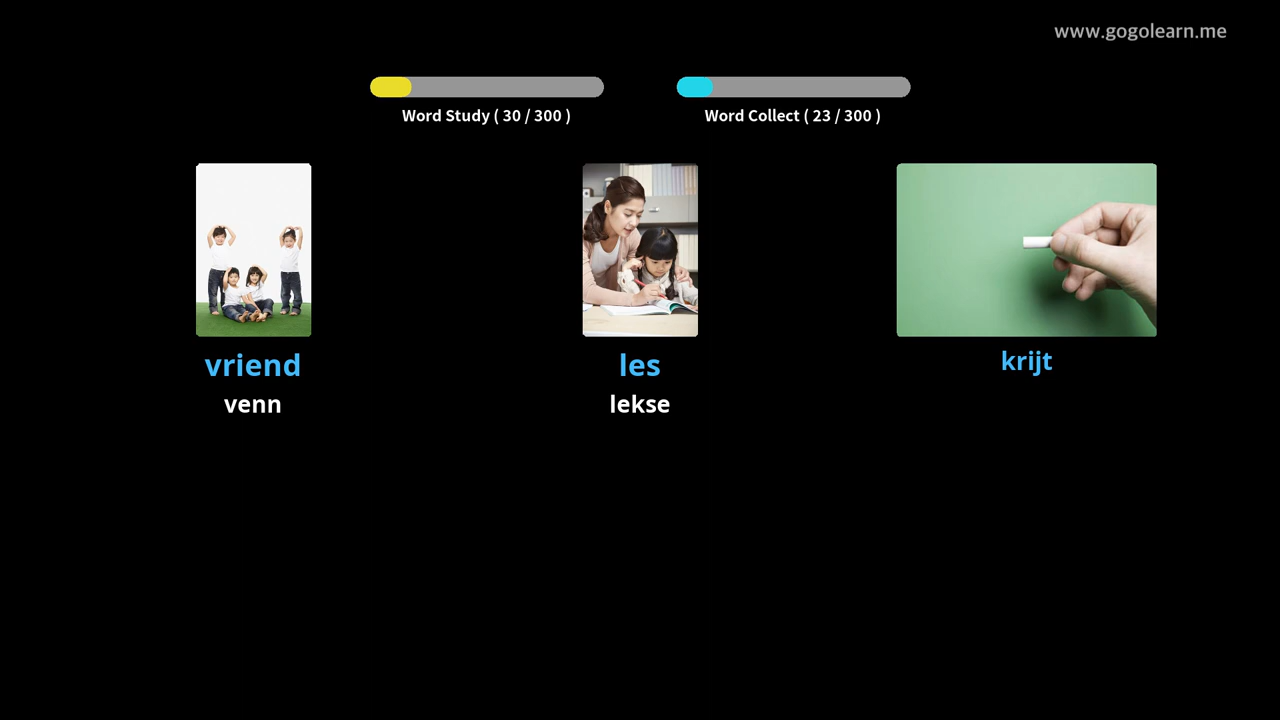 www.gogolearn.me
Word Study ( 30 / 300 )
Word Collect ( 23 / 300 )
vriend
venn
les
lekse
krijt